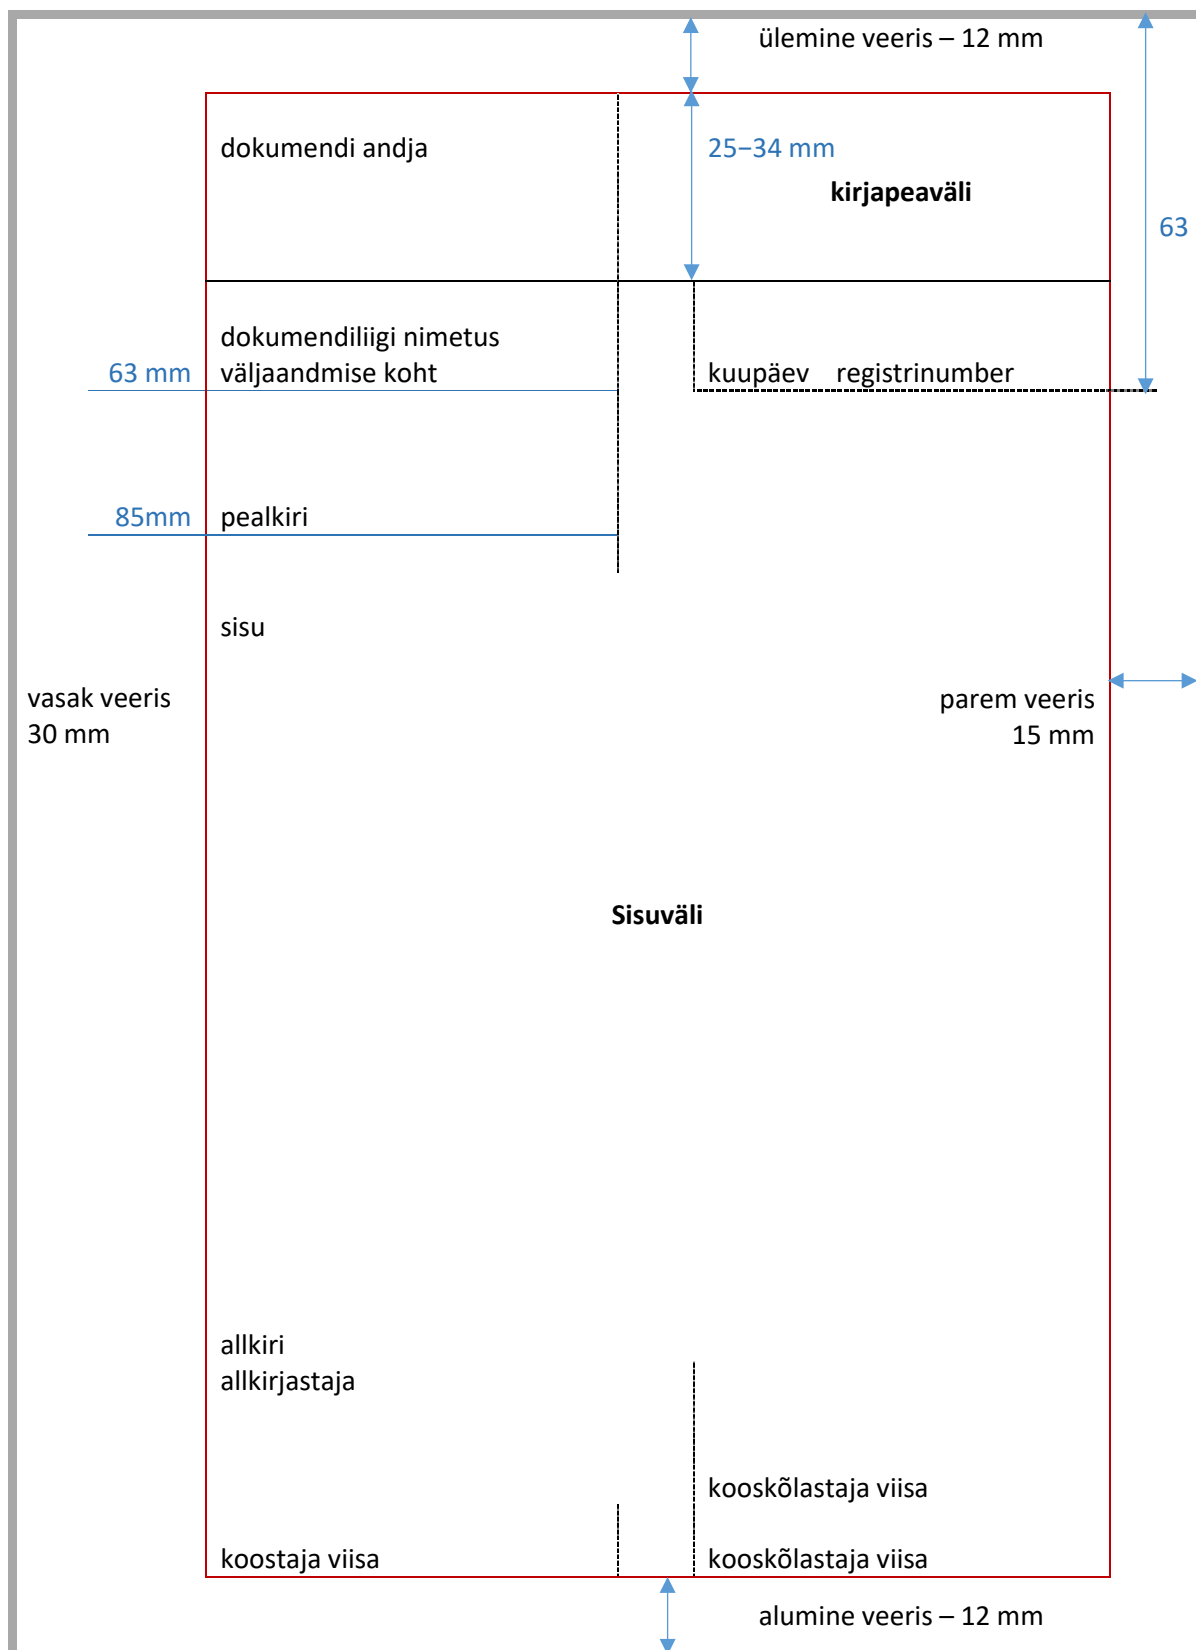 ülemine veeris – 12 mm
dokumendi andja
25–34 mm
kirjapeaväli
63
dokumendiliigi nimetus
63 mm
väljaandmise koht
kuupäev registrinumber
85mm
pealkiri
sisu
vasak veeris
30 mm
parem veeris
15 mm
Sisuväli
allkiri
allkirjastaja
kooskõlastaja viisa
koostaja viisa
kooskõlastaja viisa
alumine veeris – 12 mm